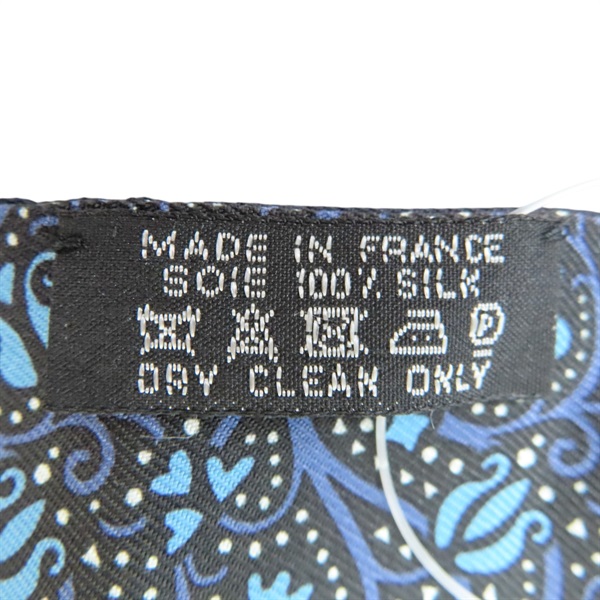 MADE IN FRANCE
SOIE 100% SILK
P
DRY CLEAN ONLY